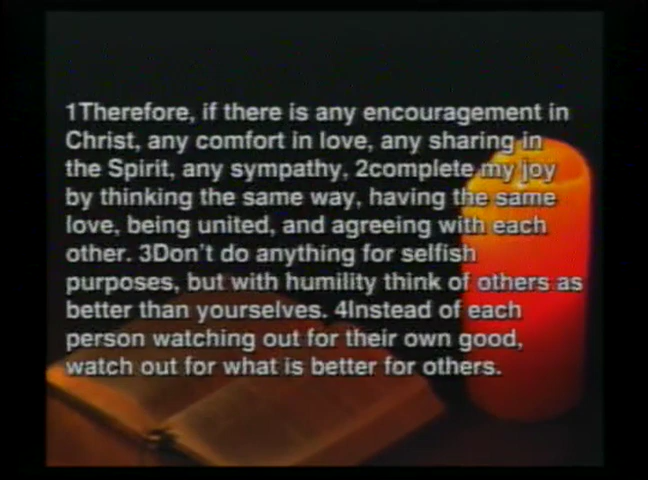 1Therefore, if there is any encouragement in
Christ, any comfort in love, any sharing in
the Spirit, any sympathy, 2complete my joy
by thinking the same way, having the same
love, being united, and agreeing with each
other. 3Don't do anything for selfish
purposes, but with humility think of others as
better than yourselves. 4Instead of each
person watching out for their own good,
watch out for what is better for others.